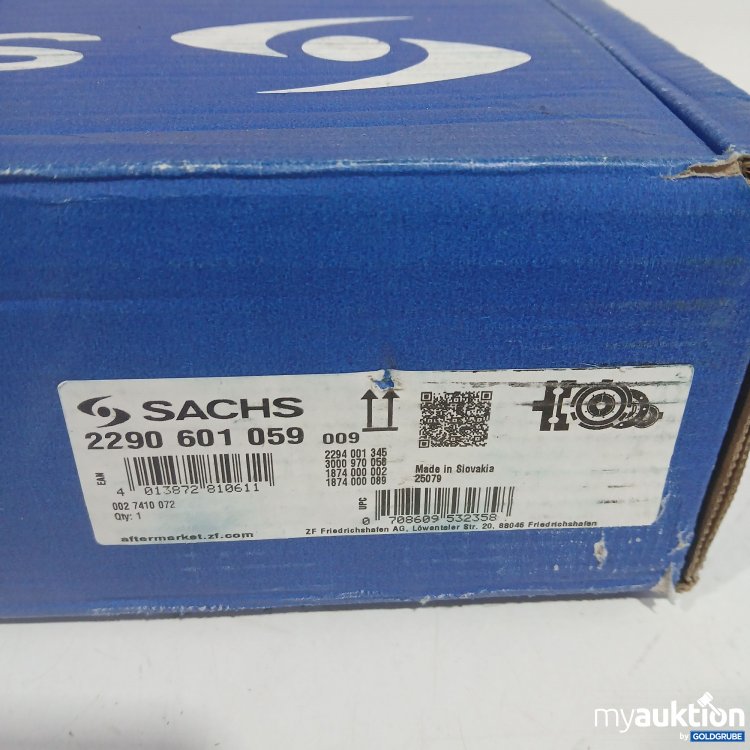 S
SACHS
2290 601 059 009
2294 001 345
3000 970 058
1874 000 002
1874 000 089
Made in Slovakia
25079
EAN
4 013872 810611
UPC
0 708609 532358
002 7410 072
Qty: 1
aftermarket.zf.com
ZF Friedrichshafen AG, Löwentaler Str. 20, 88046 Friedrichshafen
myauktion
by GOLDGRUBE